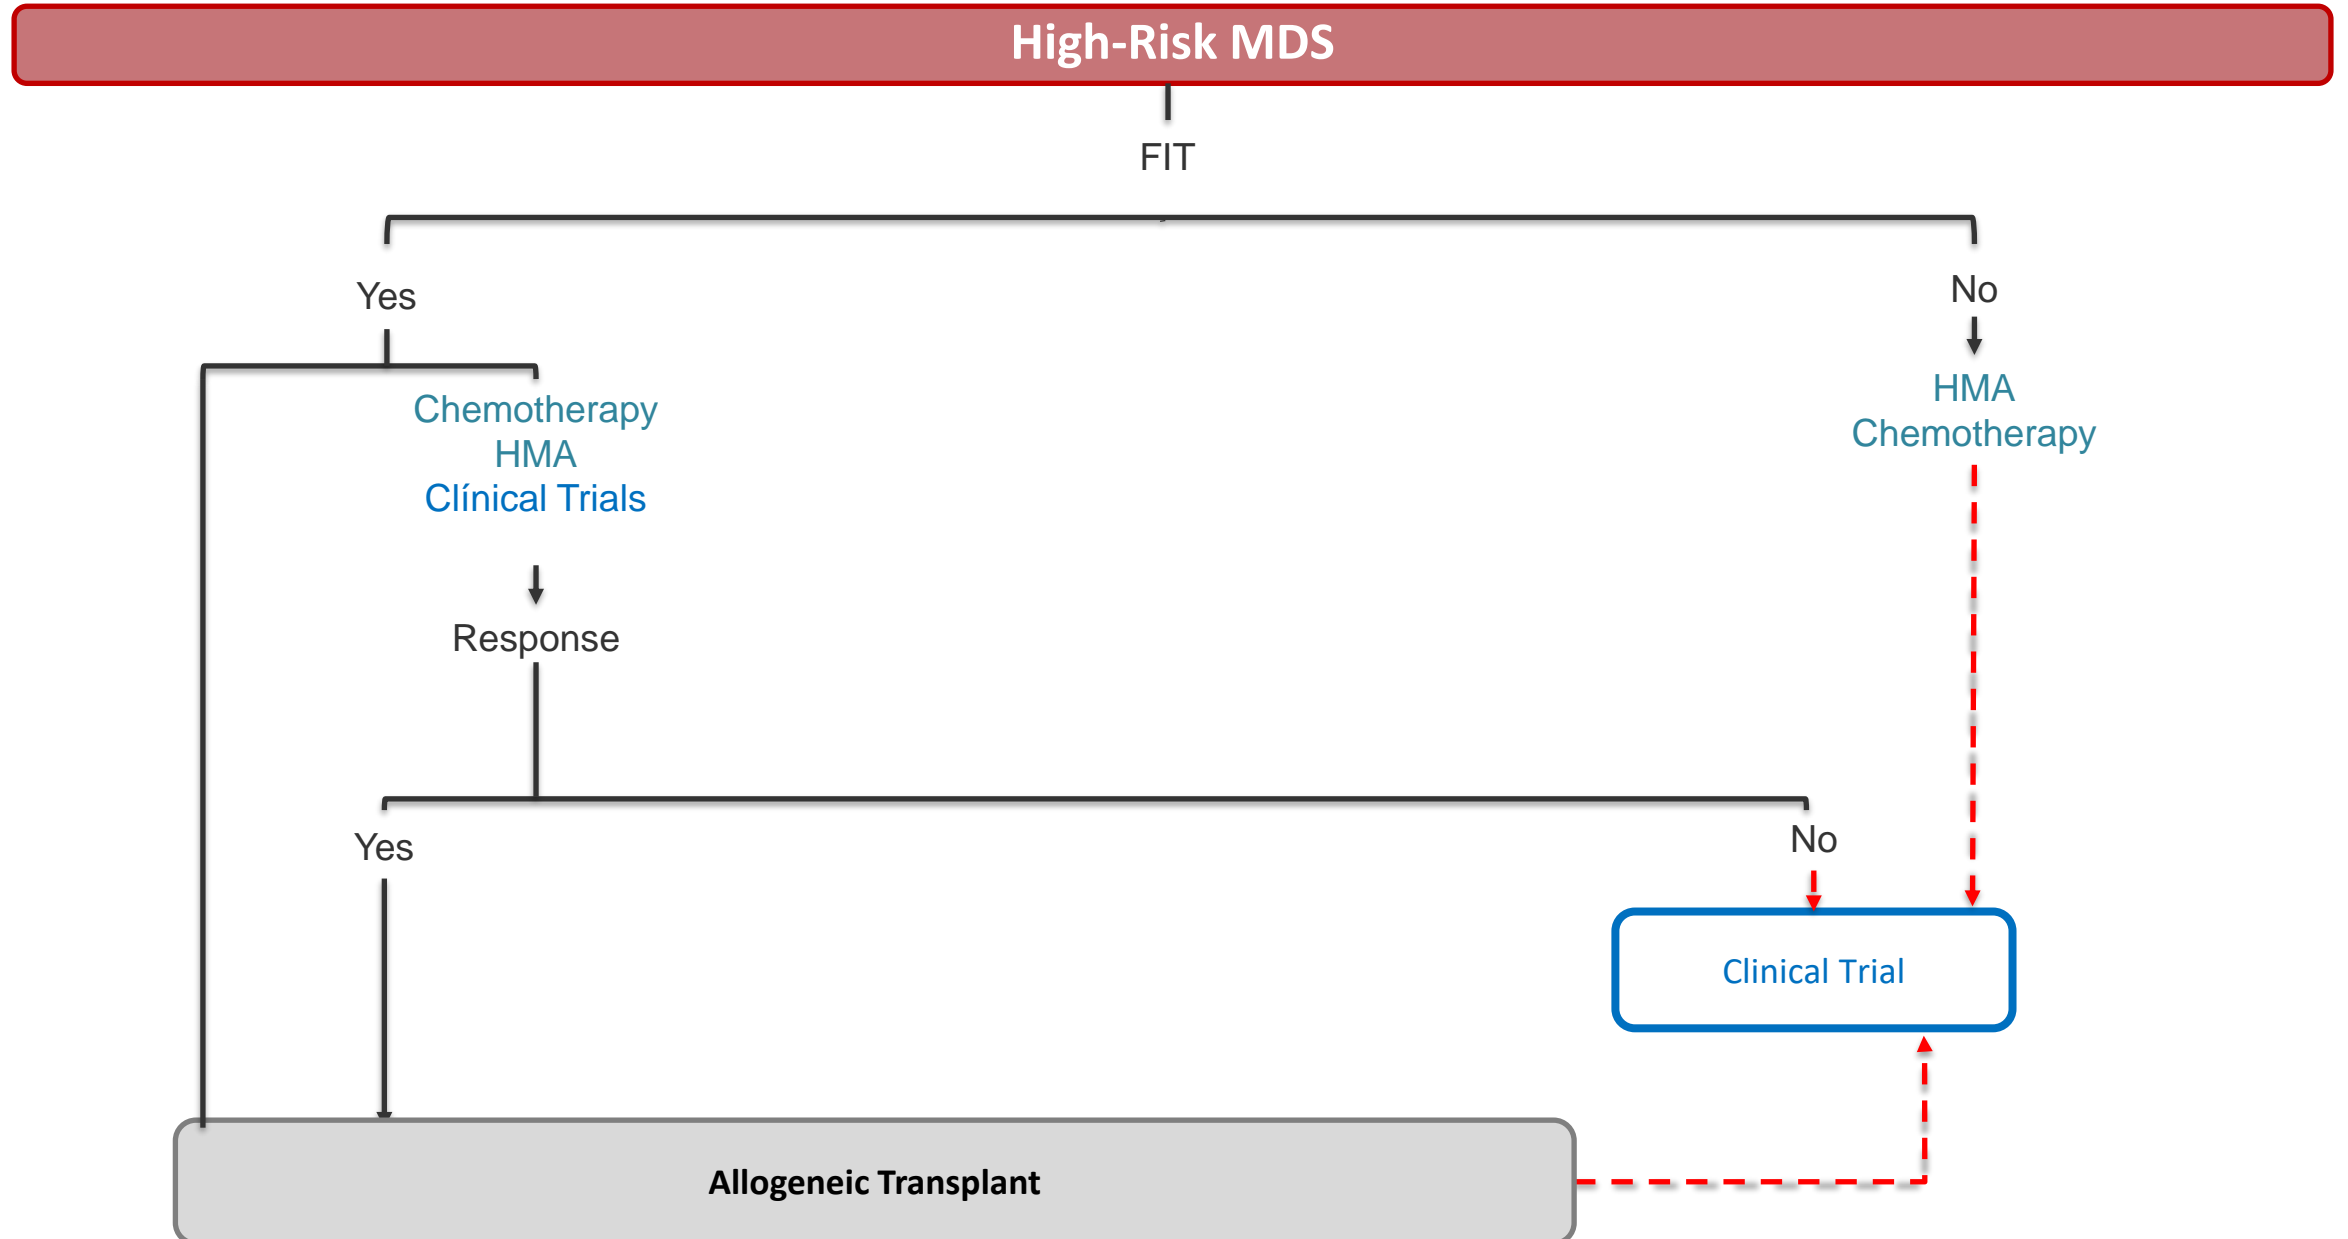 High-Risk MDS
FIT
Yes
No
Chemotherapy
HMA
Clínical Trials
HMA
Chemotherapy
Response
Yes
No
Clinical Trial
Allogeneic Transplant